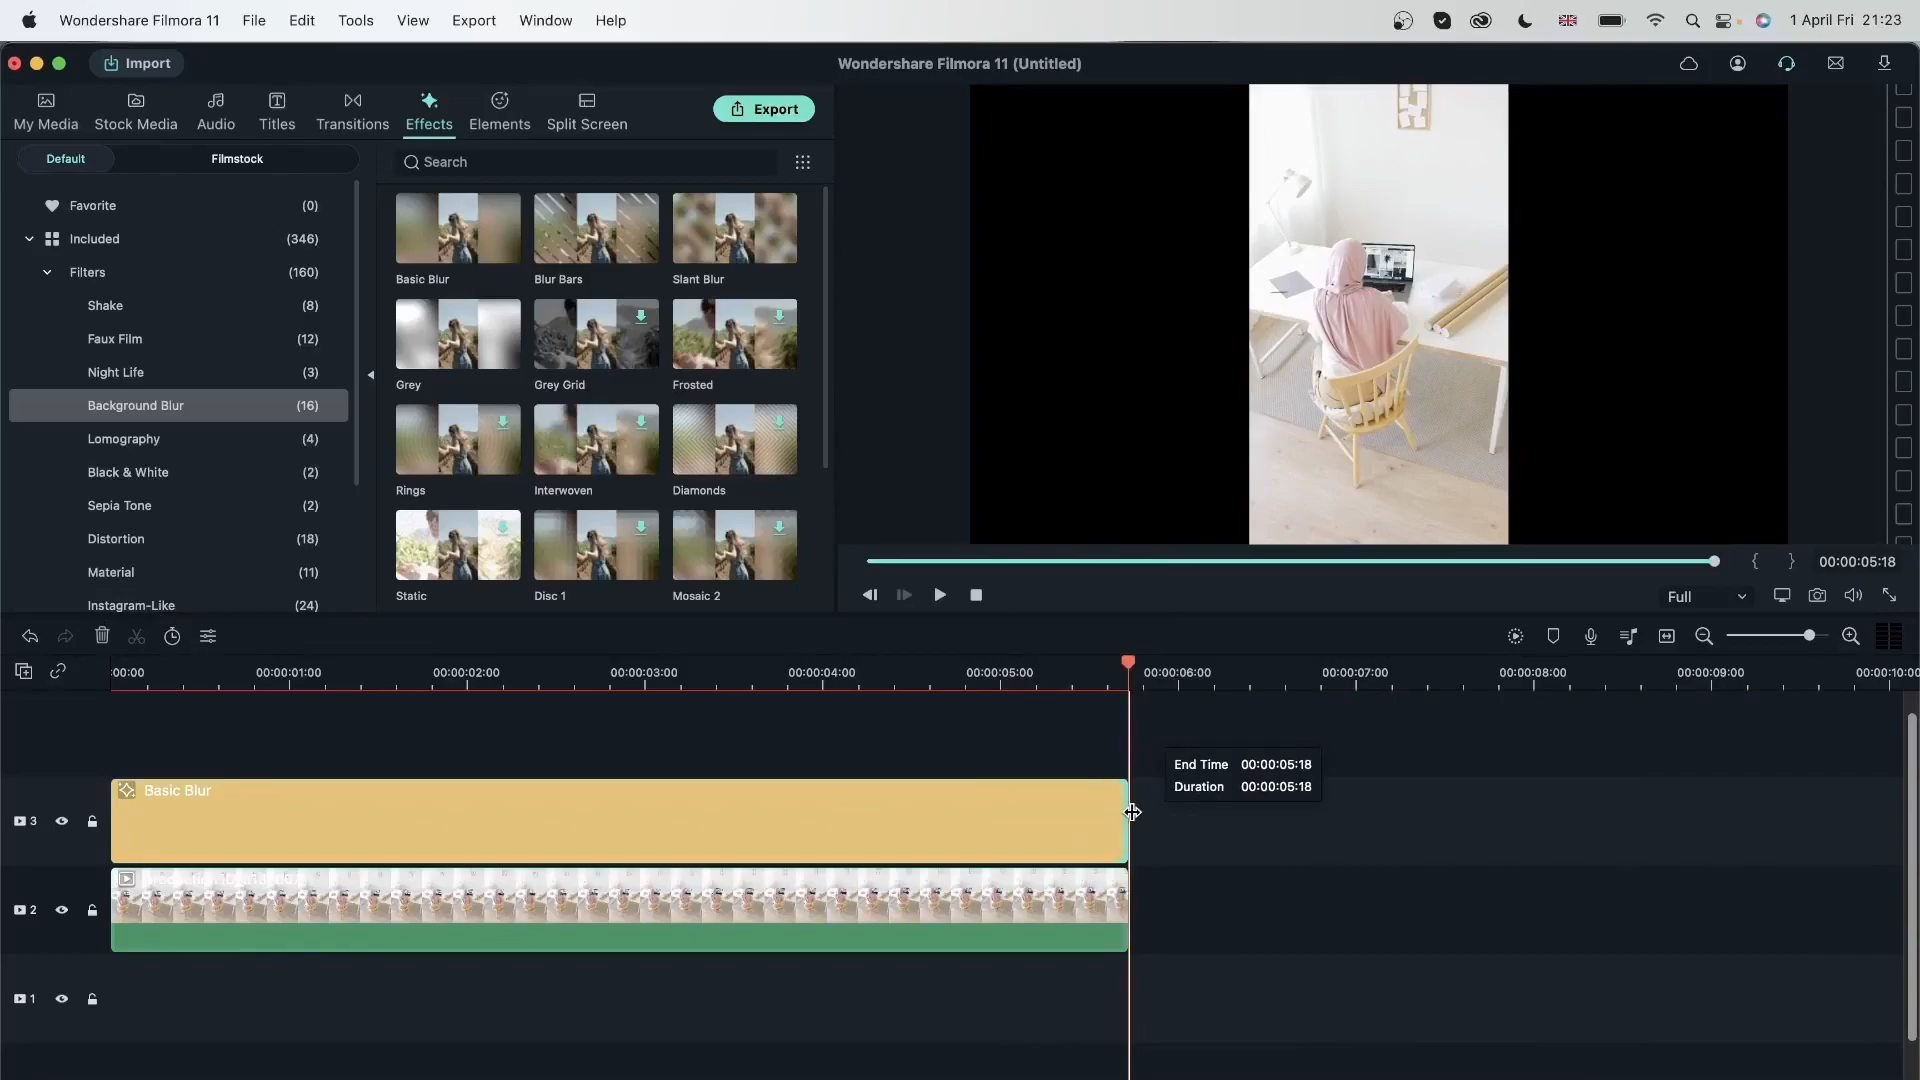 Wondershare Filmora 11 File Edit Tools View Export Window Help 1 April Fri 21:23
Import Wondershare Filmora 11 (Untitled)
My Media Stock Media Audio Titles Transitions Effects Elements Split Screen Export
Default Filmstock Search
Favorite (0)
Included (346)
Filters (160)
Shake (8)
Faux Film (12)
Night Life (3)
Background Blur (16)
Lomography (4)
Black & White (2)
Sepia Tone (2)
Distortion (18)
Material (11)
Instagram-Like (24)
Basic Blur Blur Bars Slant Blur
Grey Grey Grid Frosted
Rings Interwoven Diamonds
Static Disc 1 Mosaic 2
{ } 00:00:05:18
Full
:00:00 00:00:01:00 00:00:02:00 00:00:03:00 00:00:04:00 00:00:05:00 00:00:06:00 00:00:07:00 00:00:08:00 00:00:09:00 00:00:10:00
End Time 00:00:05:18
Duration 00:00:05:18
Basic Blur
3
2
1